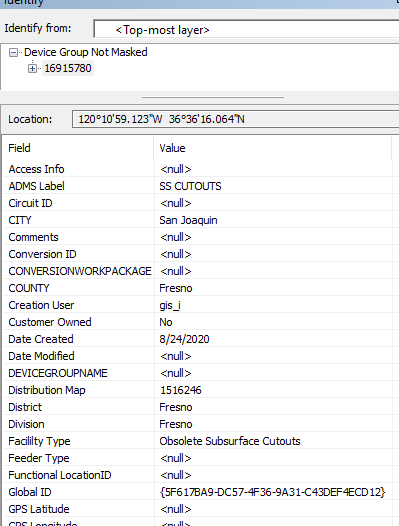 Identify
Identify from: <Top-most layer>
Device Group Not Masked
16915780
Location: 120°10'59.123"W 36°36'16.064"N
Field Value
Access Info <null>
ADMS Label SS CUTOUTS
Circuit ID <null>
CITY San Joaquin
Comments <null>
Conversion ID <null>
CONVERSIONWORKPACKAGE <null>
COUNTY Fresno
Creation User gis_i
Customer Owned No
Date Created 8/24/2020
Date Modified <null>
DEVICEGROUPNAME <null>
Distribution Map 1516246
District Fresno
Division Fresno
Facililty Type Obsolete Subsurface Cutouts
Feeder Type <null>
Functional LocationID <null>
Global ID {5F617BA9-DC57-4F36-9A31-C43DEF4ECD12}
GPS Latitude <null>
GPS Longitude <null>